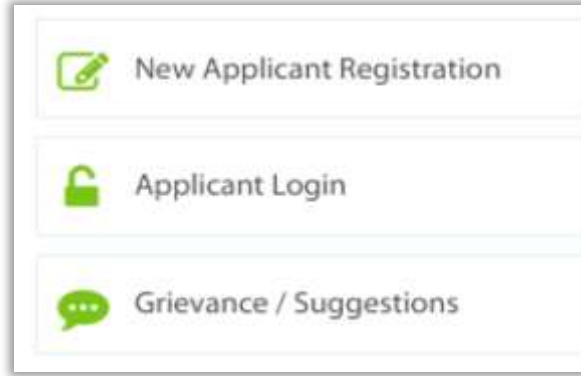 New Applicant Registration
Applicant Login
Grievance / Suggestions